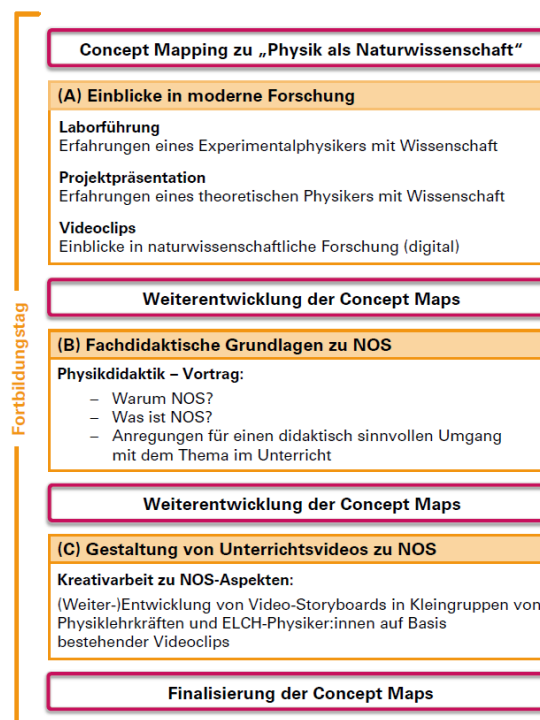 Concept Mapping zu „Physik als Naturwissenschaft“
(A) Einblicke in moderne Forschung
Laborführung
Erfahrungen eines Experimentalphysikers mit Wissenschaft
Projektpräsentation
Erfahrungen eines theoretischen Physikers mit Wissenschaft
Videoclips
Einblicke in naturwissenschaftliche Forschung (digital)
Weiterentwicklung der Concept Maps
Fortbildungstag
(B) Fachdidaktische Grundlagen zu NOS
Physikdidaktik – Vortrag:
– Warum NOS?
– Was ist NOS?
– Anregungen für einen didaktisch sinnvollen Umgang
mit dem Thema im Unterricht
Weiterentwicklung der Concept Maps
(C) Gestaltung von Unterrichtsvideos zu NOS
Kreativarbeit zu NOS-Aspekten:
(Weiter-)Entwicklung von Video-Storyboards in Kleingruppen von
Physiklehrkräften und ELCH-Physiker:innen auf Basis
bestehender Videoclips
Finalisierung der Concept Maps